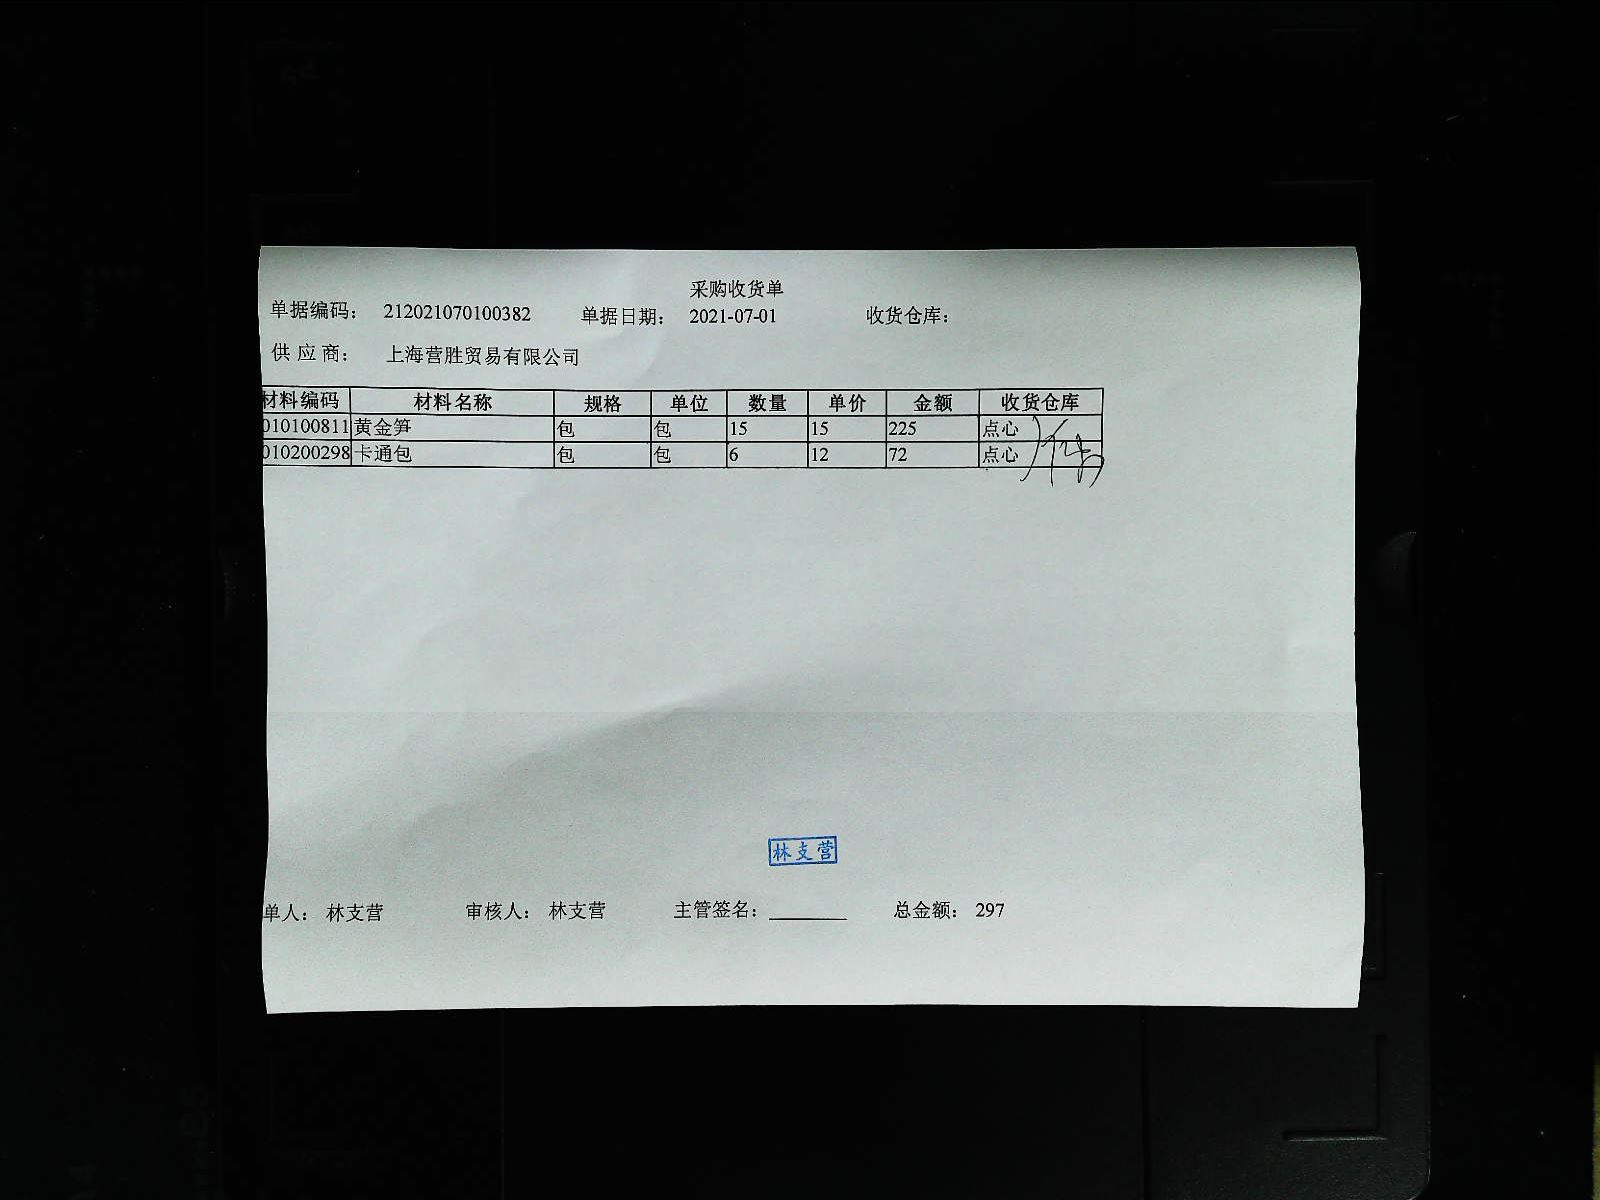 采购收货单
单据编码： 212021070100382 单据日期： 2021-07-01 收货仓库：
供 应 商： 上海营胜贸易有限公司
材料编码 材料名称 规格 单位 数量 单价 金额 收货仓库
010100811 黄金笋 包 包 15 15 225 点心
010200298 卡通包 包 包 6 12 72 点心
林支营
单人： 林支营 审核人： 林支营 主管签名： 总金额： 297